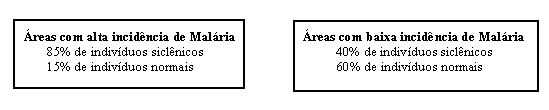 Áreas com alta incidência de Malária
85% de indivíduos siclênicos
15% de indivíduos normais
Áreas com baixa incidência de Malária
40% de indivíduos siclênicos
60% de indivíduos normais